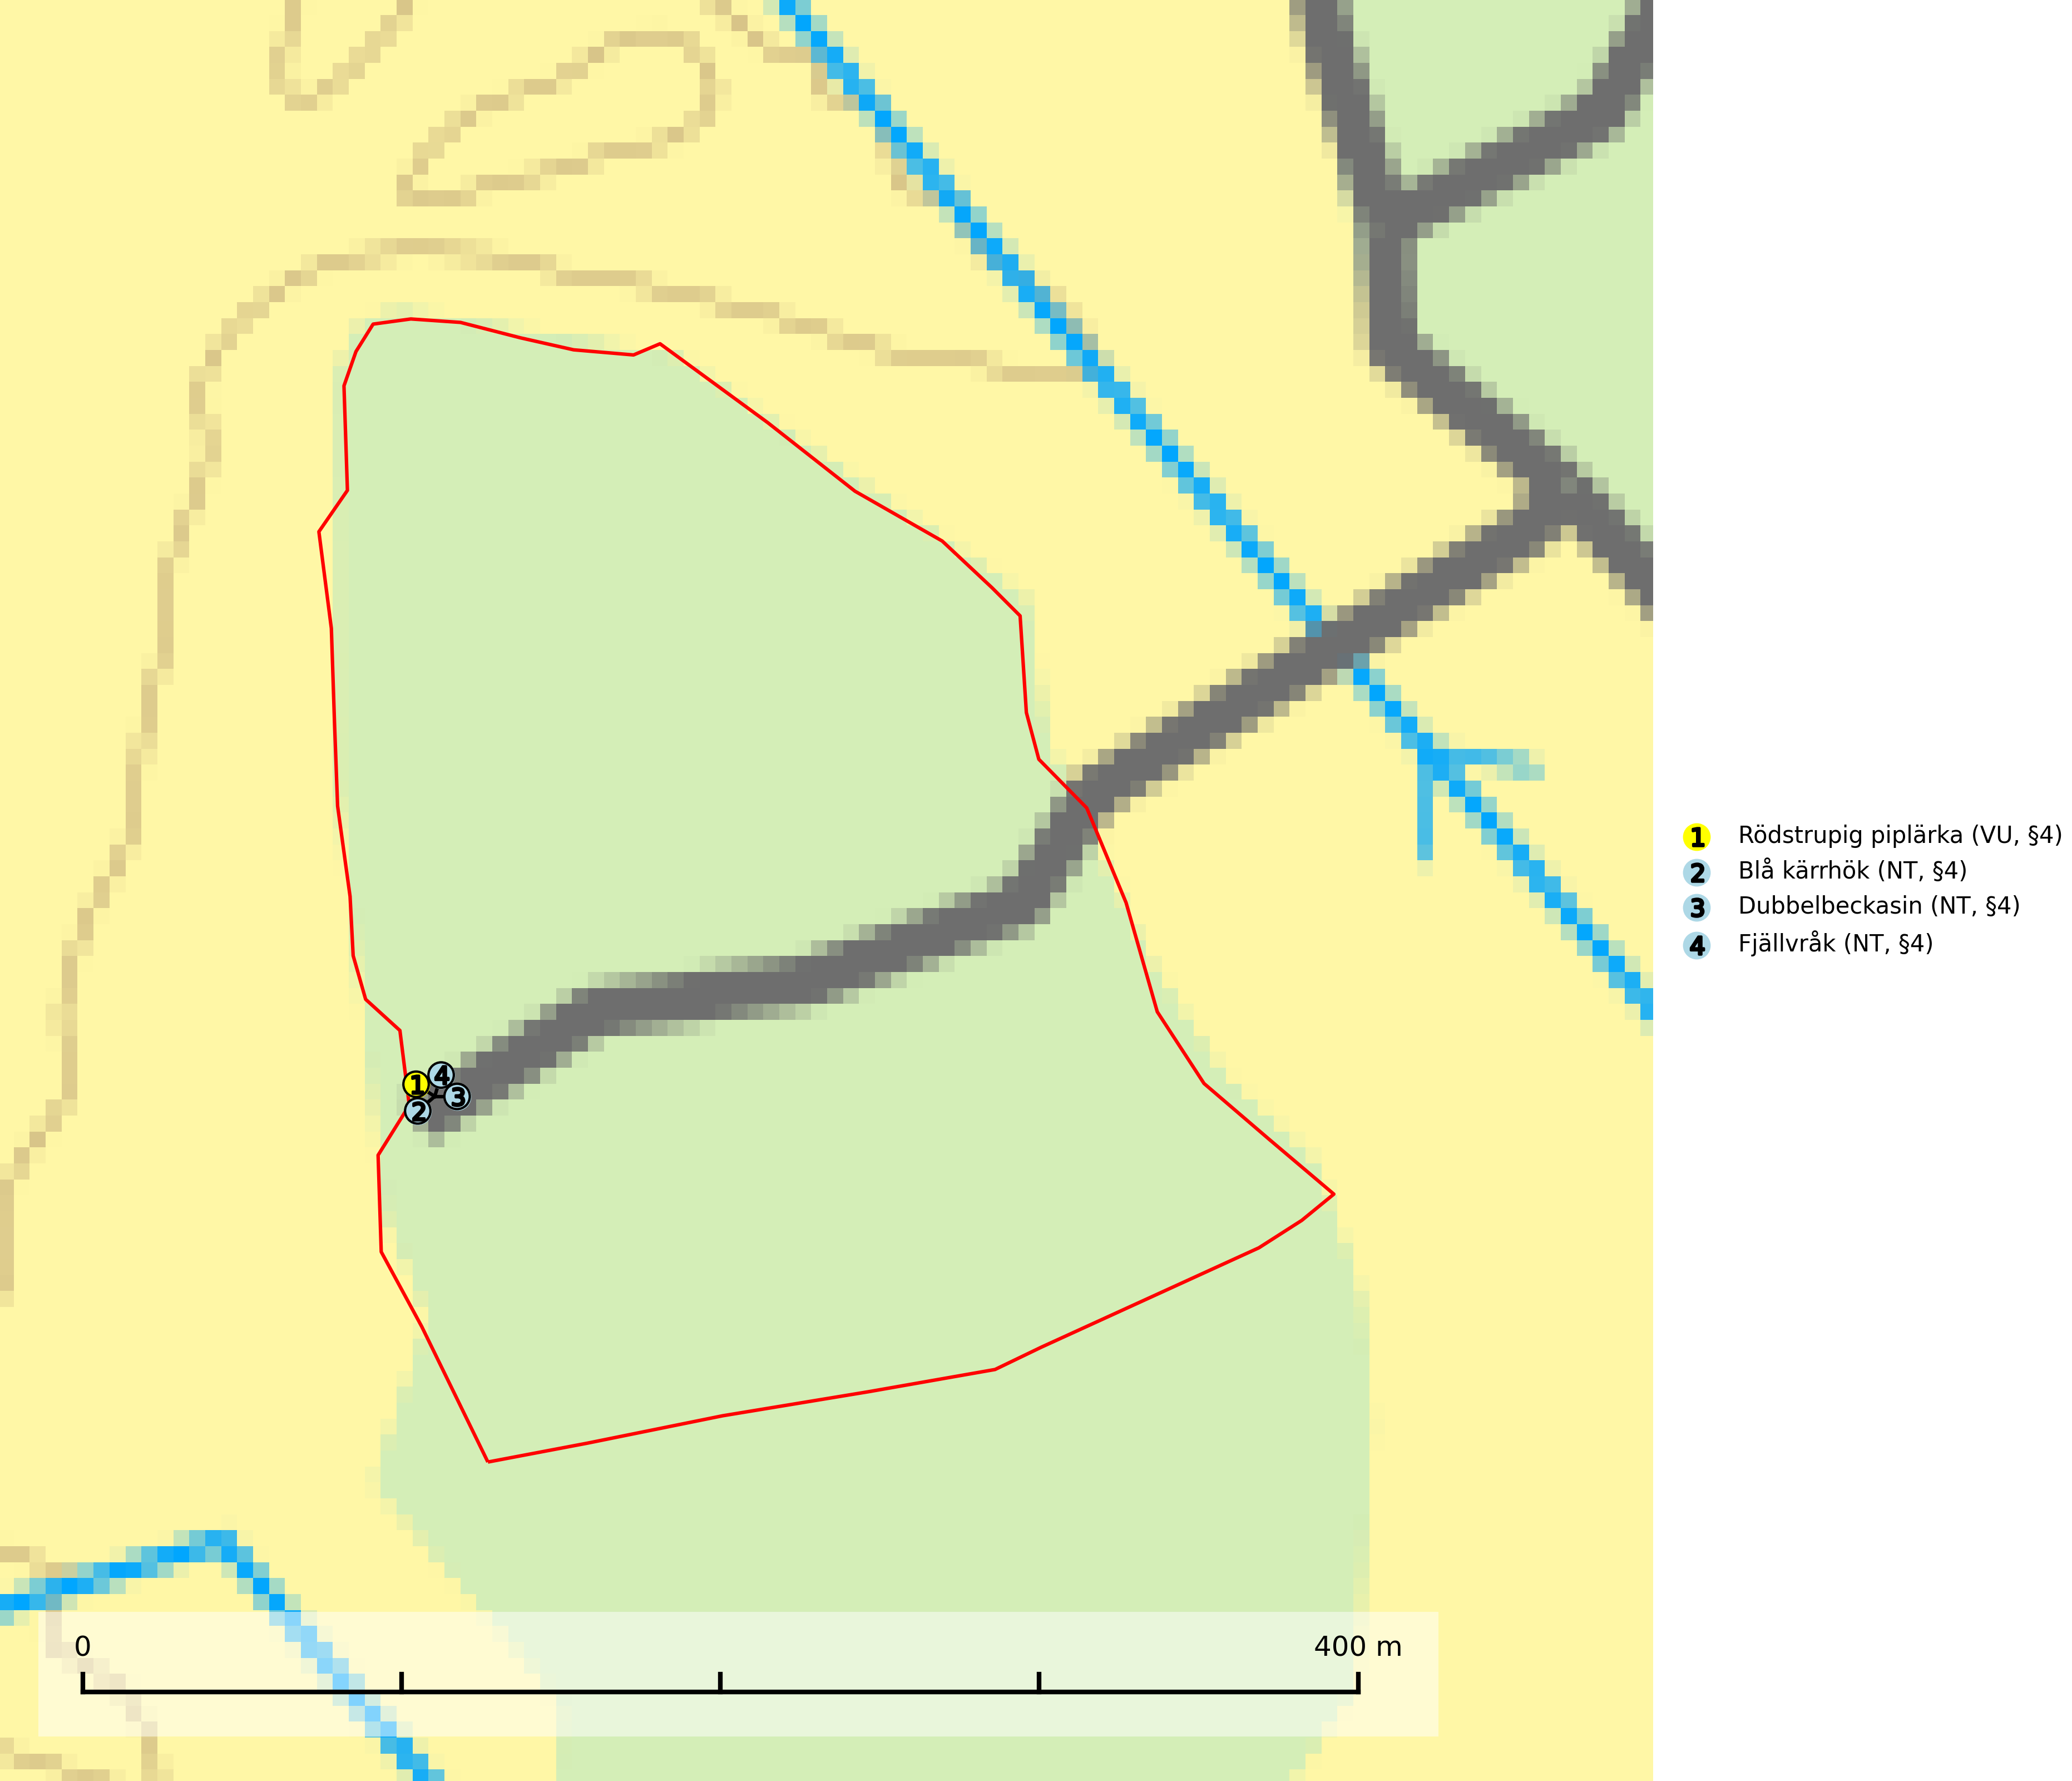 1 Rödstrupig piplärka (VU, §4)
2 Blå kärrhök (NT, §4)
3 Dubbelbeckasin (NT, §4)
4 Fjällvråk (NT, §4)
4
1
3
2
0 400 m